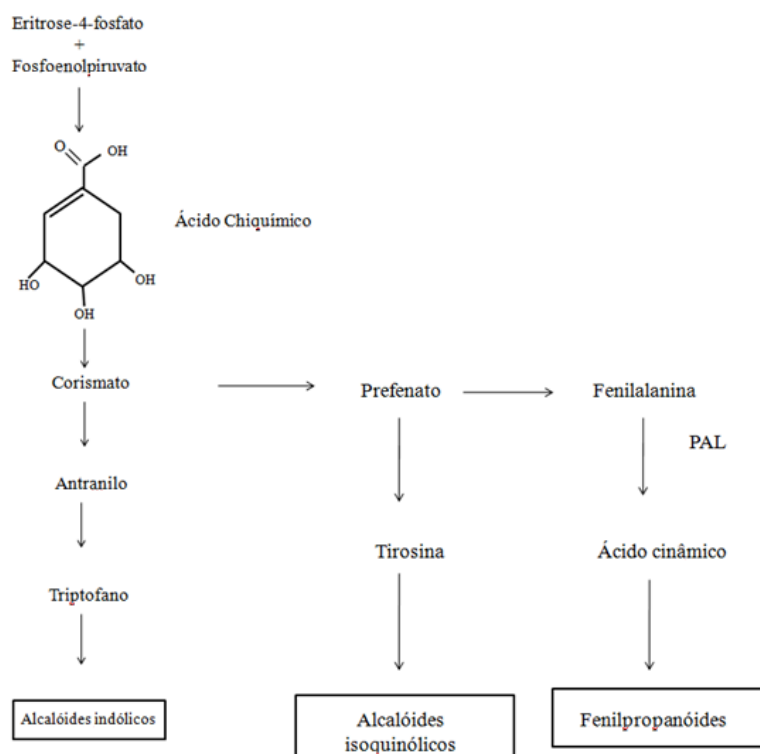 Eritrose-4-fosfato
+
Fosfoenolpiruvato
O
OH
Ácido Chiquímico
HO
OH
OH
Corismato
Prefenato
Fenilalanina
PAL
Antranilo
Tirosina
Ácido cinâmico
Triptofano
Alcalóides indólicos
Alcalóides
isoquinólicos
Fenilpropanóides